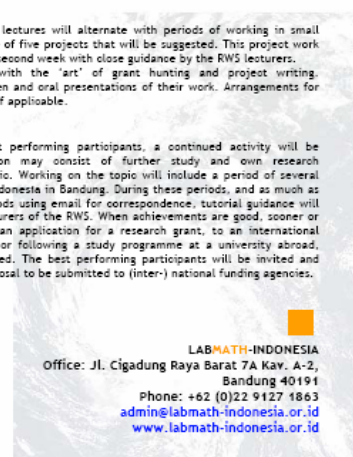 lectures will alternate with periods of working in small
of five projects that will be suggested. This project work
second week with close guidance by the RWS lecturers.
with the 'art' of grant hunting and project writing.
en and oral presentations of their work. Arrangements for
f applicable.
t performing participants, a continued activity will be
on may consist of further study and own research
ic. Working on the topic will include a period of several
donesia in Bandung. During these periods, and as much as
ods using email for correspondence, tutorial guidance will
urers of the RWS. When achievements are good, sooner or
an application for a research grant, to an international
or following a study programme at a university abroad,
ed. The best performing participants will be invited and
osal to be submitted to (inter-) national funding agencies.
LABMATH-INDONESIA
Office: Jl. Cigadung Raya Barat 7A Kav. A-2,
Bandung 40191
Phone: +62 (0)22 9127 1863
admin@labmath-indonesia.or.id
www.labmath-indonesia.or.id